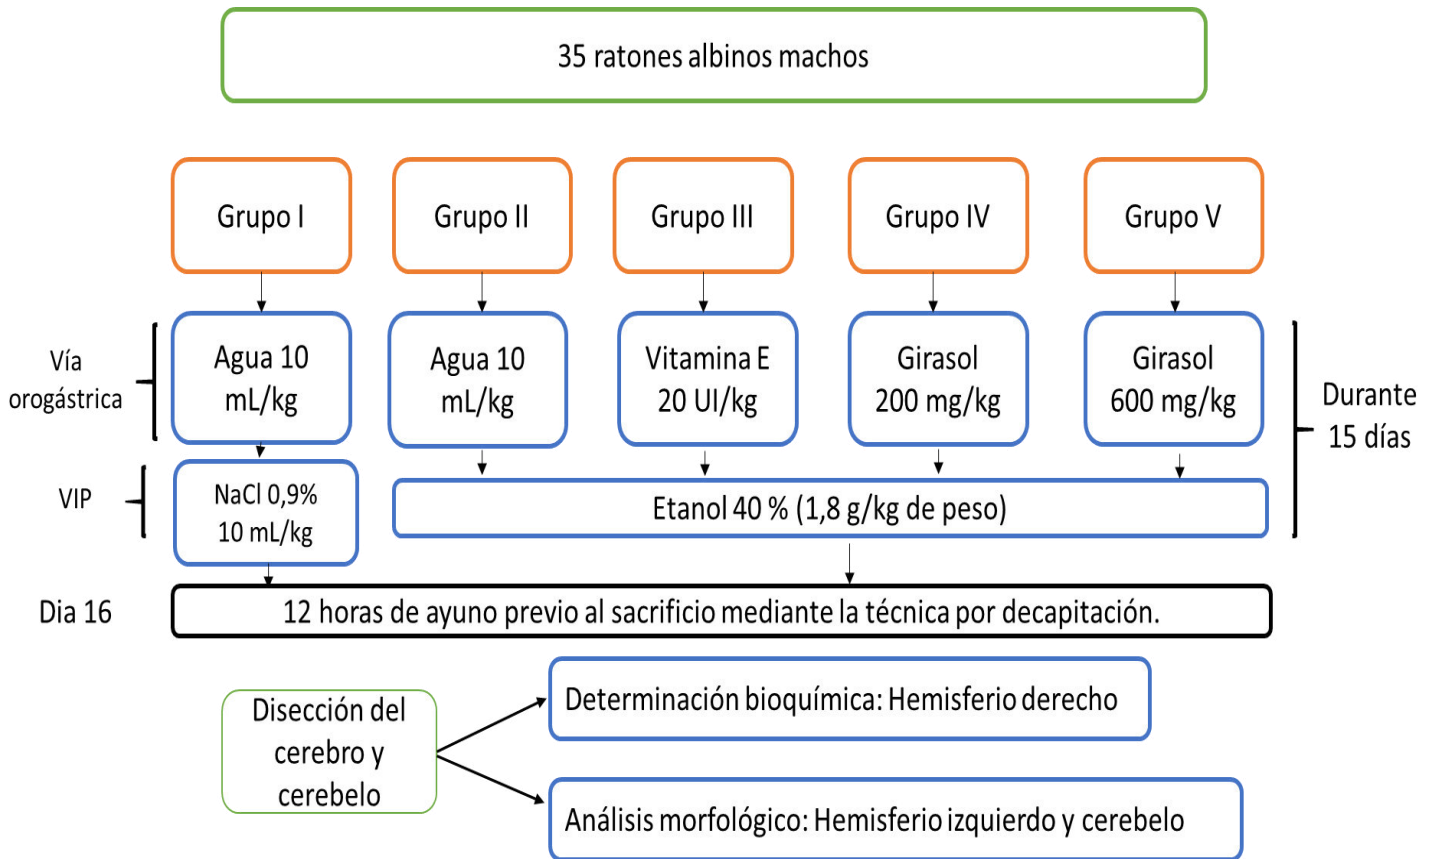 35 ratones albinos machos
Grupo I
Grupo II
Grupo III
Grupo IV
Grupo V
Vía
orogástrica
Agua 10
mL/kg
Agua 10
mL/kg
Vitamina E
20 UI/kg
Girasol
200 mg/kg
Girasol
600 mg/kg
Durante
15 días
VIP
NaCl 0,9%
10 mL/kg
Etanol 40 % (1,8 g/kg de peso)
Dia 16
12 horas de ayuno previo al sacrificio mediante la técnica por decapitación.
Disección del
cerebro y
cerebelo
Determinación bioquímica: Hemisferio derecho
Análisis morfológico: Hemisferio izquierdo y cerebelo